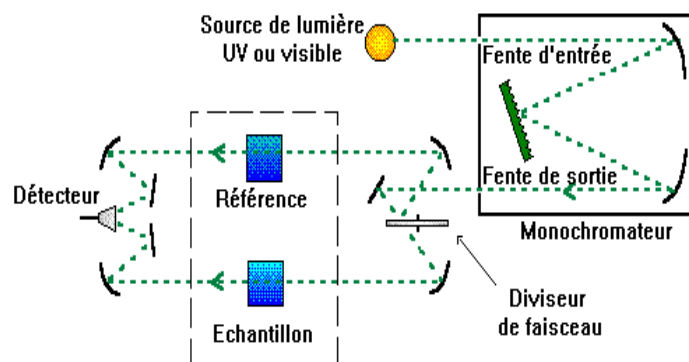 Source de lumière
UV ou visible
Fente d'entrée
Fente de sortie
Monochromateur
Détecteur
Référence
Echantillon
Diviseur
de faisceau